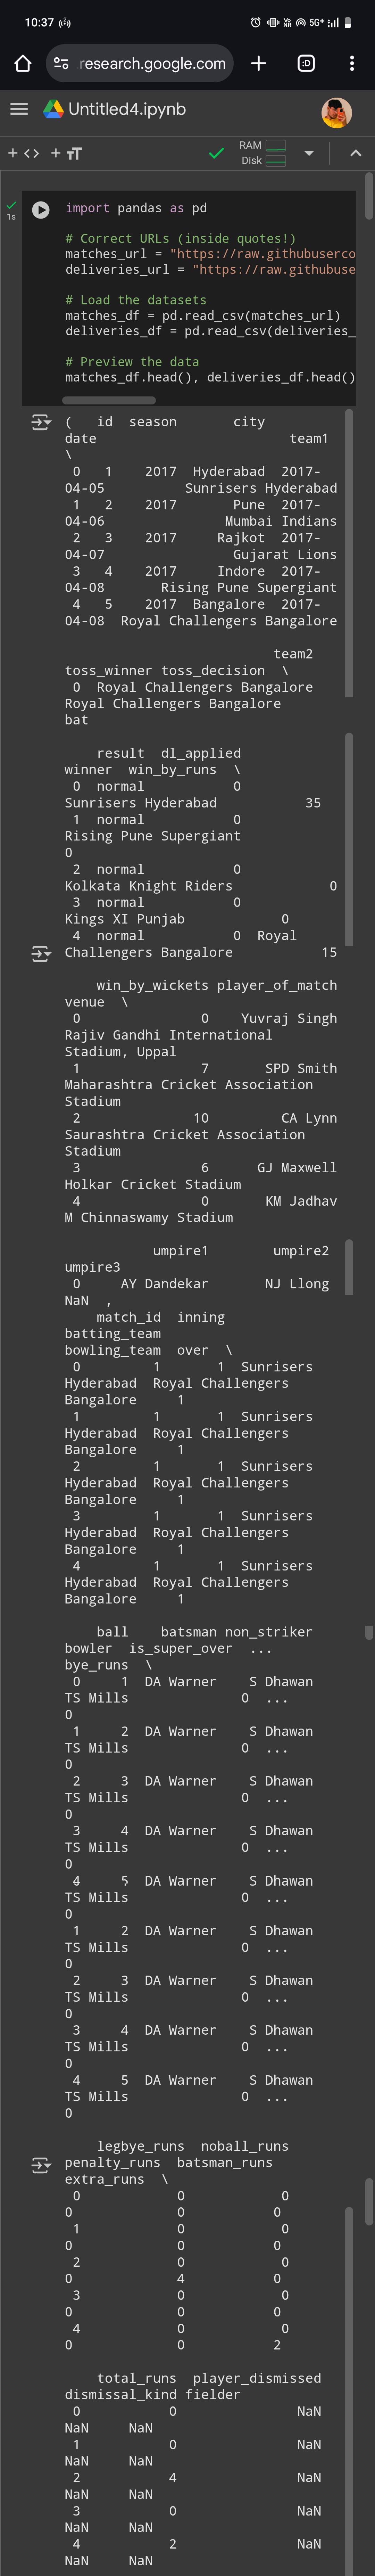 10:37
5G+
research.google.com
:D
Untitled4.ipynb
+ <> + TT
RAM
Disk
1s
import pandas as pd
# Correct URLs (inside quotes!)
matches_url = "https://raw.githubuserco
deliveries_url = "https://raw.githubuse
# Load the datasets
matches_df = pd.read_csv(matches_url)
deliveries_df = pd.read_csv(deliveries_
# Preview the data
matches_df.head(), deliveries_df.head()
( id season city
date team1
\
0 1 2017 Hyderabad 2017-
04-05 Sunrisers Hyderabad
1 2 2017 Pune 2017-
04-06 Mumbai Indians
2 3 2017 Rajkot 2017-
04-07 Gujarat Lions
3 4 2017 Indore 2017-
04-08 Rising Pune Supergiant
4 5 2017 Bangalore 2017-
04-08 Royal Challengers Bangalore
team2
toss_winner toss_decision \
0 Royal Challengers Bangalore
Royal Challengers Bangalore
bat
result dl_applied
winner win_by_runs \
0 normal 0
Sunrisers Hyderabad 35
1 normal 0
Rising Pune Supergiant
0
2 normal 0
Kolkata Knight Riders 0
3 normal 0
Kings XI Punjab 0
4 normal 0 Royal
Challengers Bangalore 15
win_by_wickets player_of_match
venue \
0 0 Yuvraj Singh
Rajiv Gandhi International
Stadium, Uppal
1 7 SPD Smith
Maharashtra Cricket Association
Stadium
2 10 CA Lynn
Saurashtra Cricket Association
Stadium
3 6 GJ Maxwell
Holkar Cricket Stadium
4 0 KM Jadhav
M Chinnaswamy Stadium
umpire1 umpire2
umpire3
0 AY Dandekar NJ Llong
NaN ,
match_id inning
batting_team
bowling_team over \
0 1 1 Sunrisers
Hyderabad Royal Challengers
Bangalore 1
1 1 1 Sunrisers
Hyderabad Royal Challengers
Bangalore 1
2 1 1 Sunrisers
Hyderabad Royal Challengers
Bangalore 1
3 1 1 Sunrisers
Hyderabad Royal Challengers
Bangalore 1
4 1 1 Sunrisers
Hyderabad Royal Challengers
Bangalore 1
ball batsman non_striker
bowler is_super_over ...
bye_runs \
0 1 DA Warner S Dhawan
TS Mills 0 ...
0
1 2 DA Warner S Dhawan
TS Mills 0 ...
0
2 3 DA Warner S Dhawan
TS Mills 0 ...
0
3 4 DA Warner S Dhawan
TS Mills 0 ...
0
4 5 DA Warner S Dhawan
TS Mills 0 ...
0
1 2 DA Warner S Dhawan
TS Mills 0 ...
0
2 3 DA Warner S Dhawan
TS Mills 0 ...
0
3 4 DA Warner S Dhawan
TS Mills 0 ...
0
4 5 DA Warner S Dhawan
TS Mills 0 ...
0
legbye_runs noball_runs
penalty_runs batsman_runs
extra_runs \
0 0 0
0 0 0
1 0 0
0 0 0
2 0 0
0 4 0
3 0 0
0 0 0
4 0 0
0 0 2
total_runs player_dismissed
dismissal_kind fielder
0 0 NaN
NaN NaN
1 0 NaN
NaN NaN
2 4 NaN
NaN NaN
3 0 NaN
NaN NaN
4 2 NaN
NaN NaN